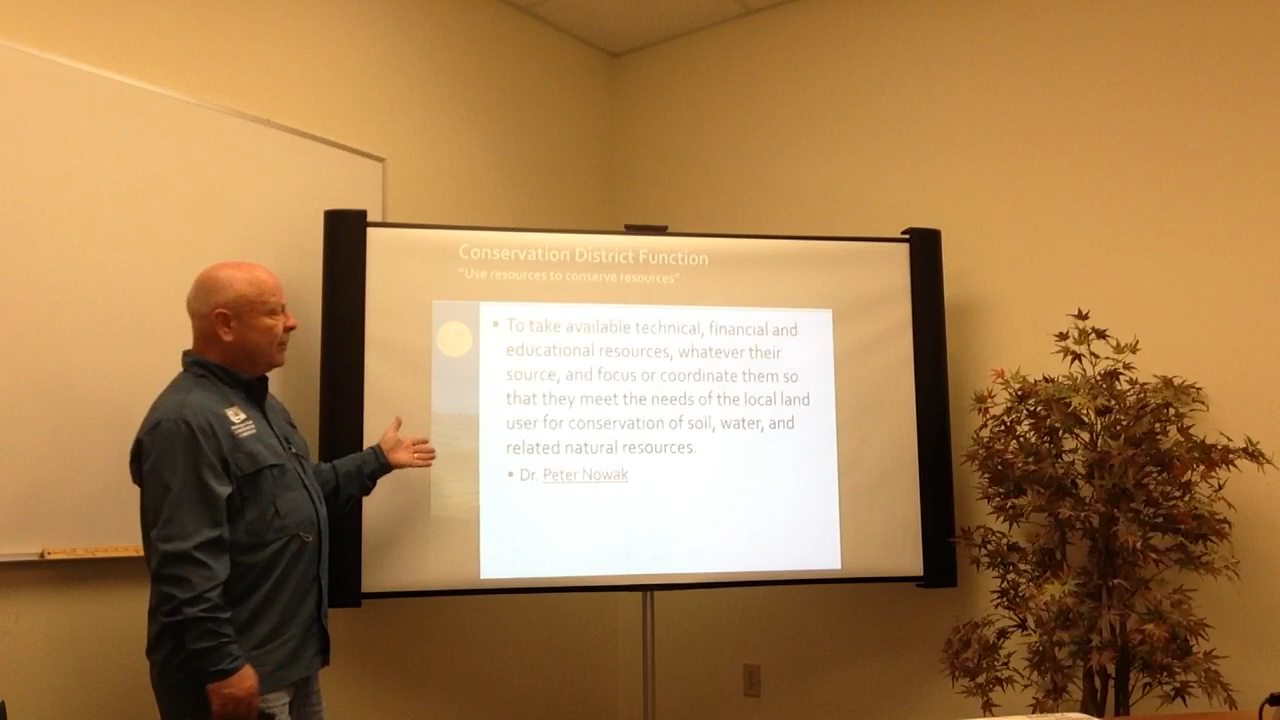 Conservation District Function
"Use resources to conserve resources"
• To take available technical, financial and
educational resources, whatever their
source, and focus or coordinate them so
that they meet the needs of the local land
user for conservation of soil, water, and
related natural resources.
• Dr. Peter Nowak